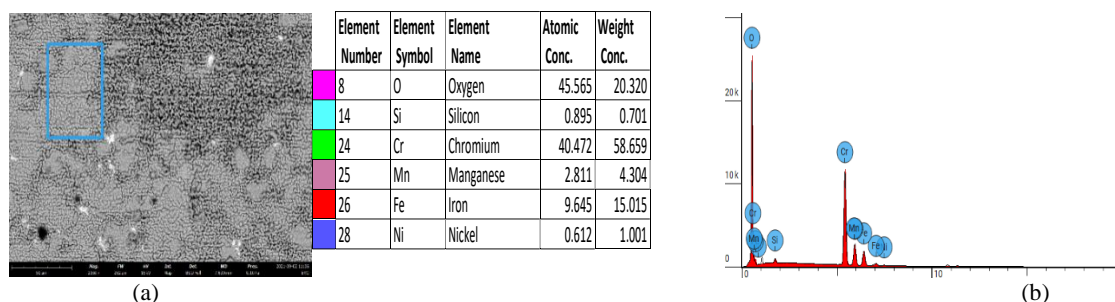 Element Number Element Symbol Element Name Atomic Conc. Weight Conc.
8 O Oxygen 45.565 20.320
14 Si Silicon 0.895 0.701
24 Cr Chromium 40.472 58.659
25 Mn Manganese 2.811 4.304
26 Fe Iron 9.645 15.015
28 Ni Nickel 0.612 1.001
O
20k
Cr
10k
Cr
Mn
Si
Mn
Fe
0
0
10
(a)
(b)